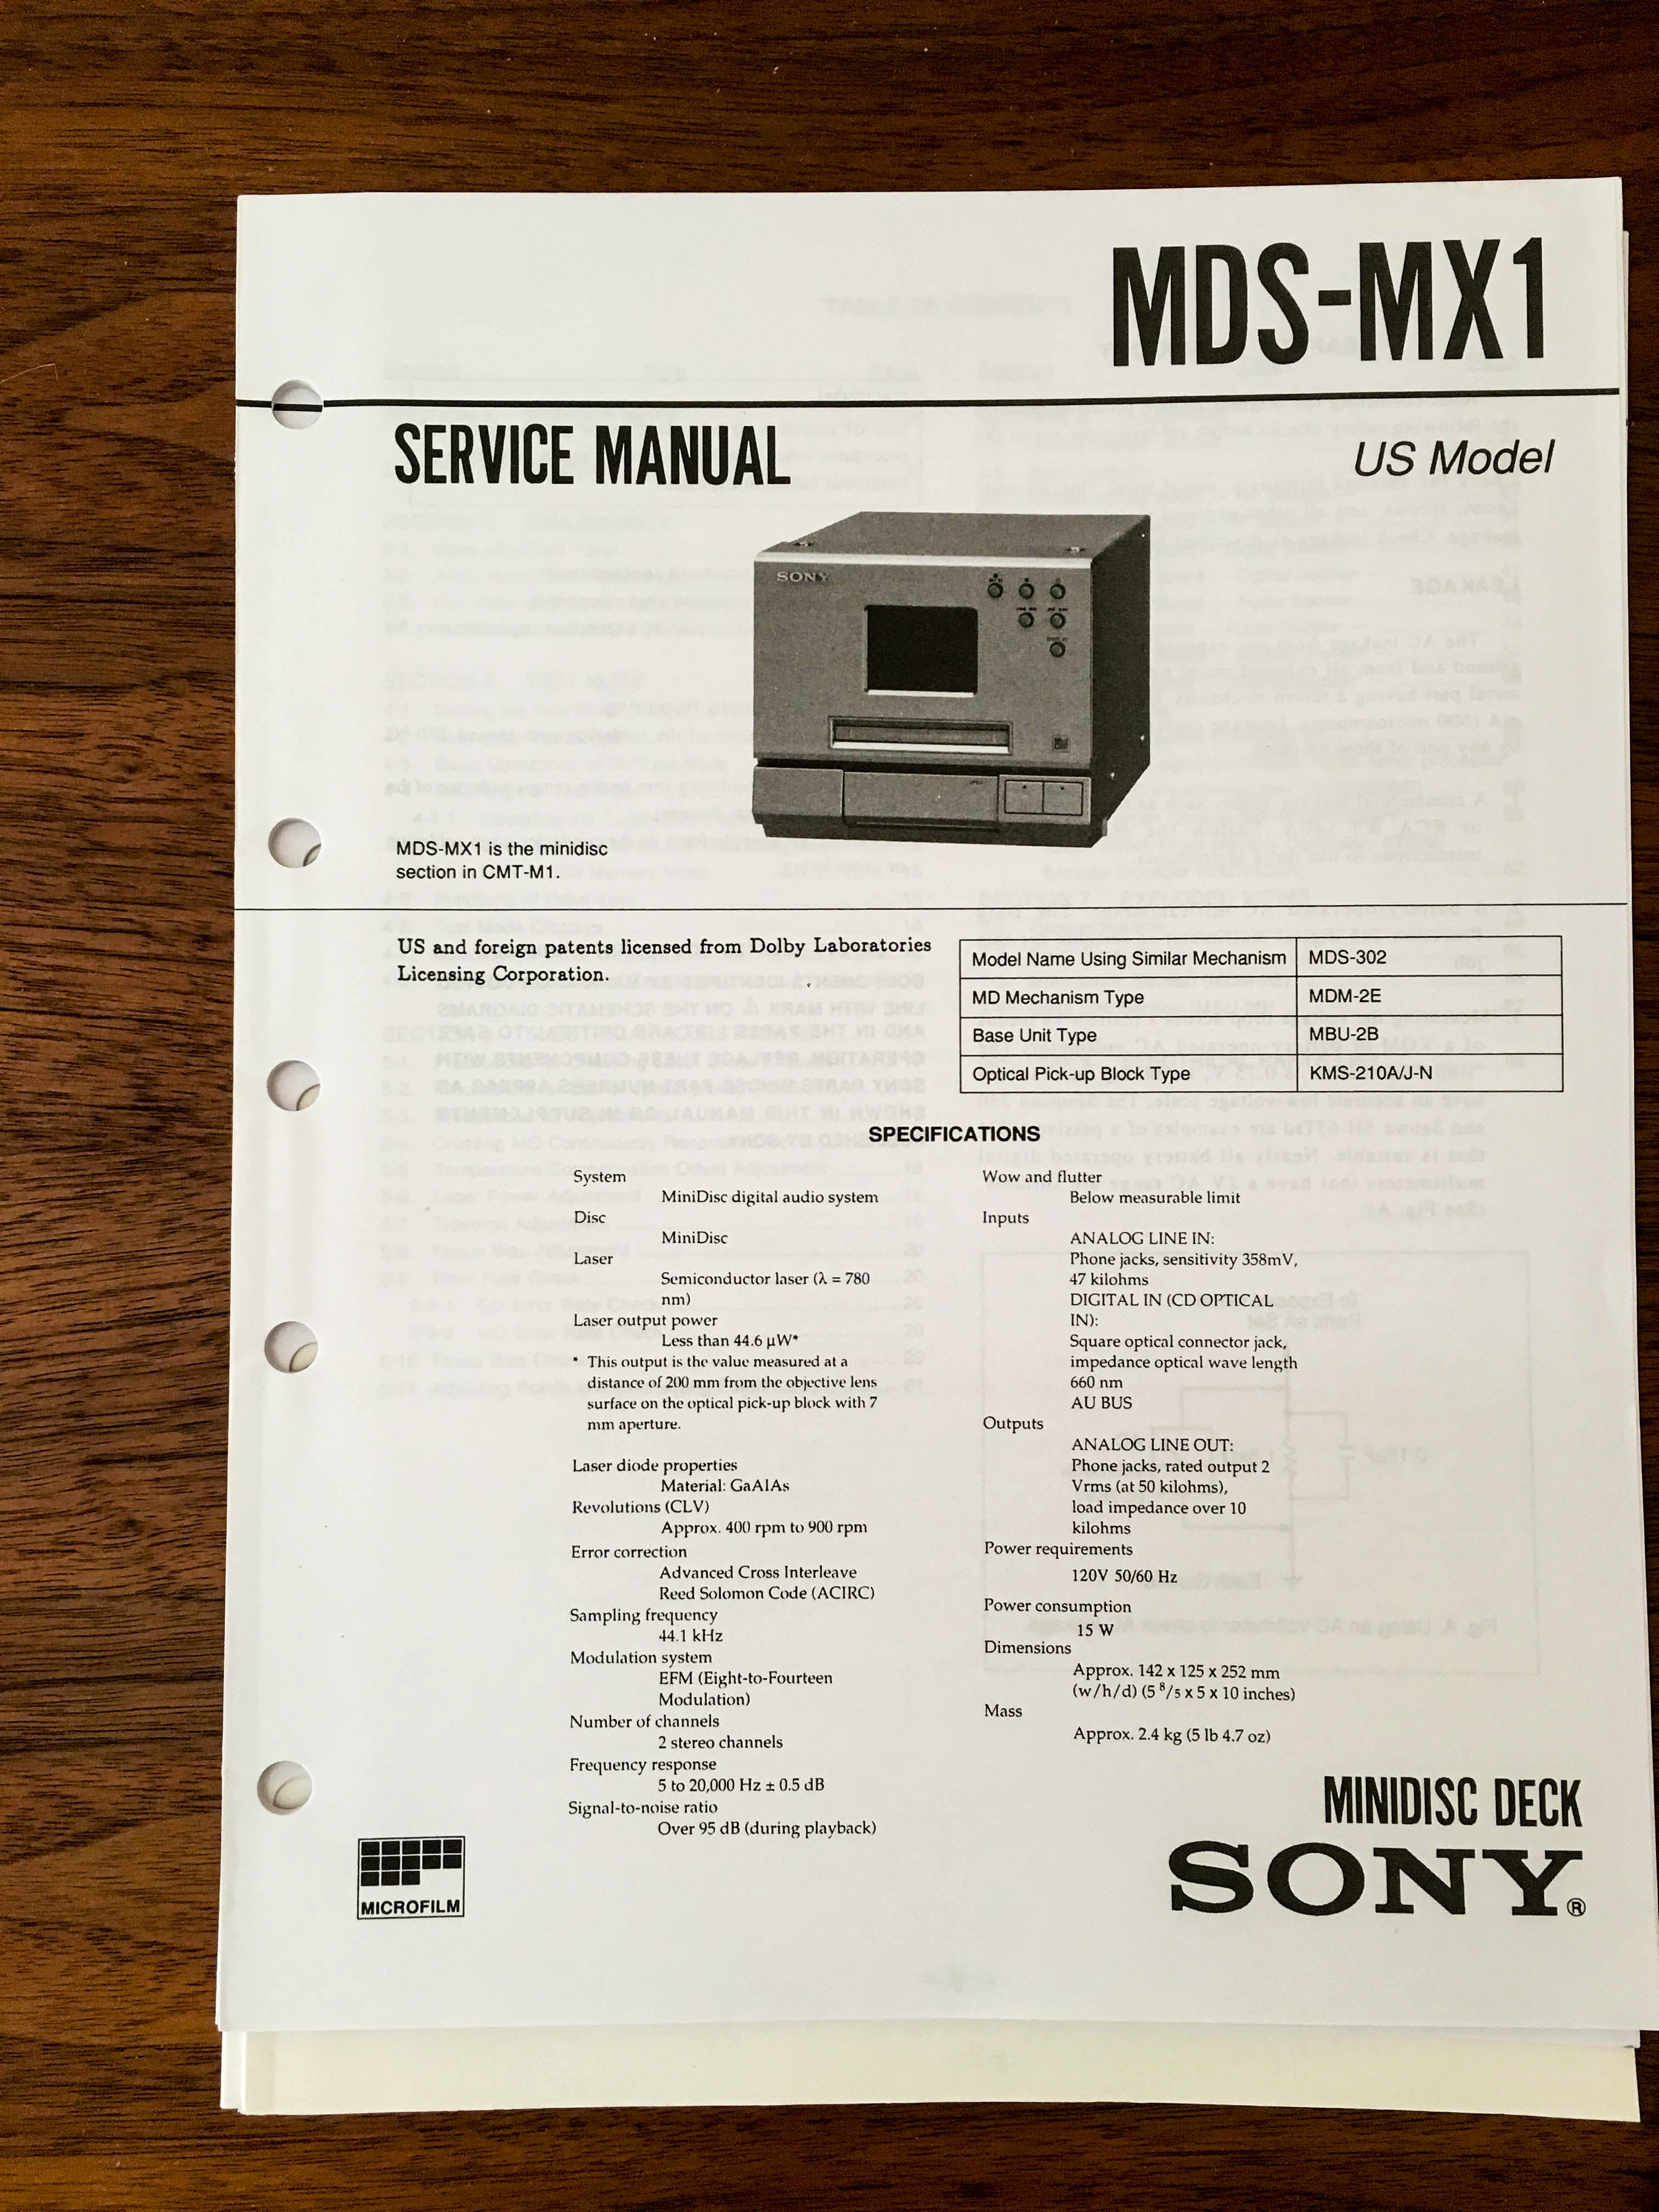 MDS-MX1
SERVICE MANUAL
US Model
SONY
MDS-MX1 is the minidisc
section in CMT-M1.
US and foreign patents licensed from Dolby Laboratories
Licensing Corporation.
Model Name Using Similar Mechanism MDS-302
MD Mechanism Type MDM-2E
Base Unit Type MBU-2B
Optical Pick-up Block Type KMS-210A/J-N
SPECIFICATIONS
System
MiniDisc digital audio system
Disc
MiniDisc
Laser
Semiconductor laser (λ = 780
nm)
Laser output power
Less than 44.6 µW*
* This output is the value measured at a
distance of 200 mm from the objective lens
surface on the optical pick-up block with 7
mm aperture.
Laser diode properties
Material: GaAlAs
Revolutions (CLV)
Approx. 400 rpm to 900 rpm
Error correction
Advanced Cross Interleave
Reed Solomon Code (ACIRC)
Sampling frequency
44.1 kHz
Modulation system
EFM (Eight-to-Fourteen
Modulation)
Number of channels
2 stereo channels
Frequency response
5 to 20,000 Hz ± 0.5 dB
Signal-to-noise ratio
Over 95 dB (during playback)
Wow and flutter
Below measurable limit
Inputs
ANALOG LINE IN:
Phone jacks, sensitivity 358mV,
47 kilohms
DIGITAL IN (CD OPTICAL
IN):
Square optical connector jack,
impedance optical wave length
660 nm
AU BUS
Outputs
ANALOG LINE OUT:
Phone jacks, rated output 2
Vrms (at 50 kilohms),
load impedance over 10
kilohms
Power requirements
120V 50/60 Hz
Power consumption
15 W
Dimensions
Approx. 142 x 125 x 252 mm
(w/h/d) (5 8/5 x 5 x 10 inches)
Mass
Approx. 2.4 kg (5 lb 4.7 oz)
MICROFILM
MINIDISC DECK
SONY®